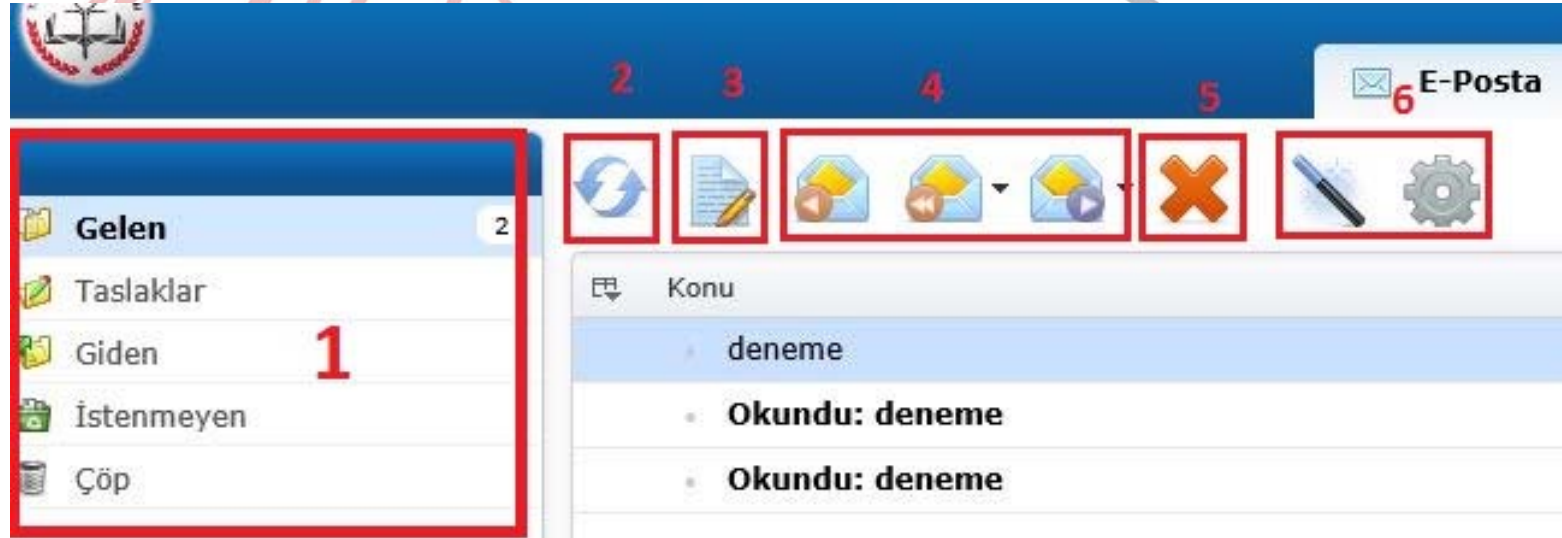 2 3 4 5 6 E-Posta
Gelen 2
Taslaklar
Giden
İstenmeyen
Çöp
1
Konu
deneme
Okundu: deneme
Okundu: deneme